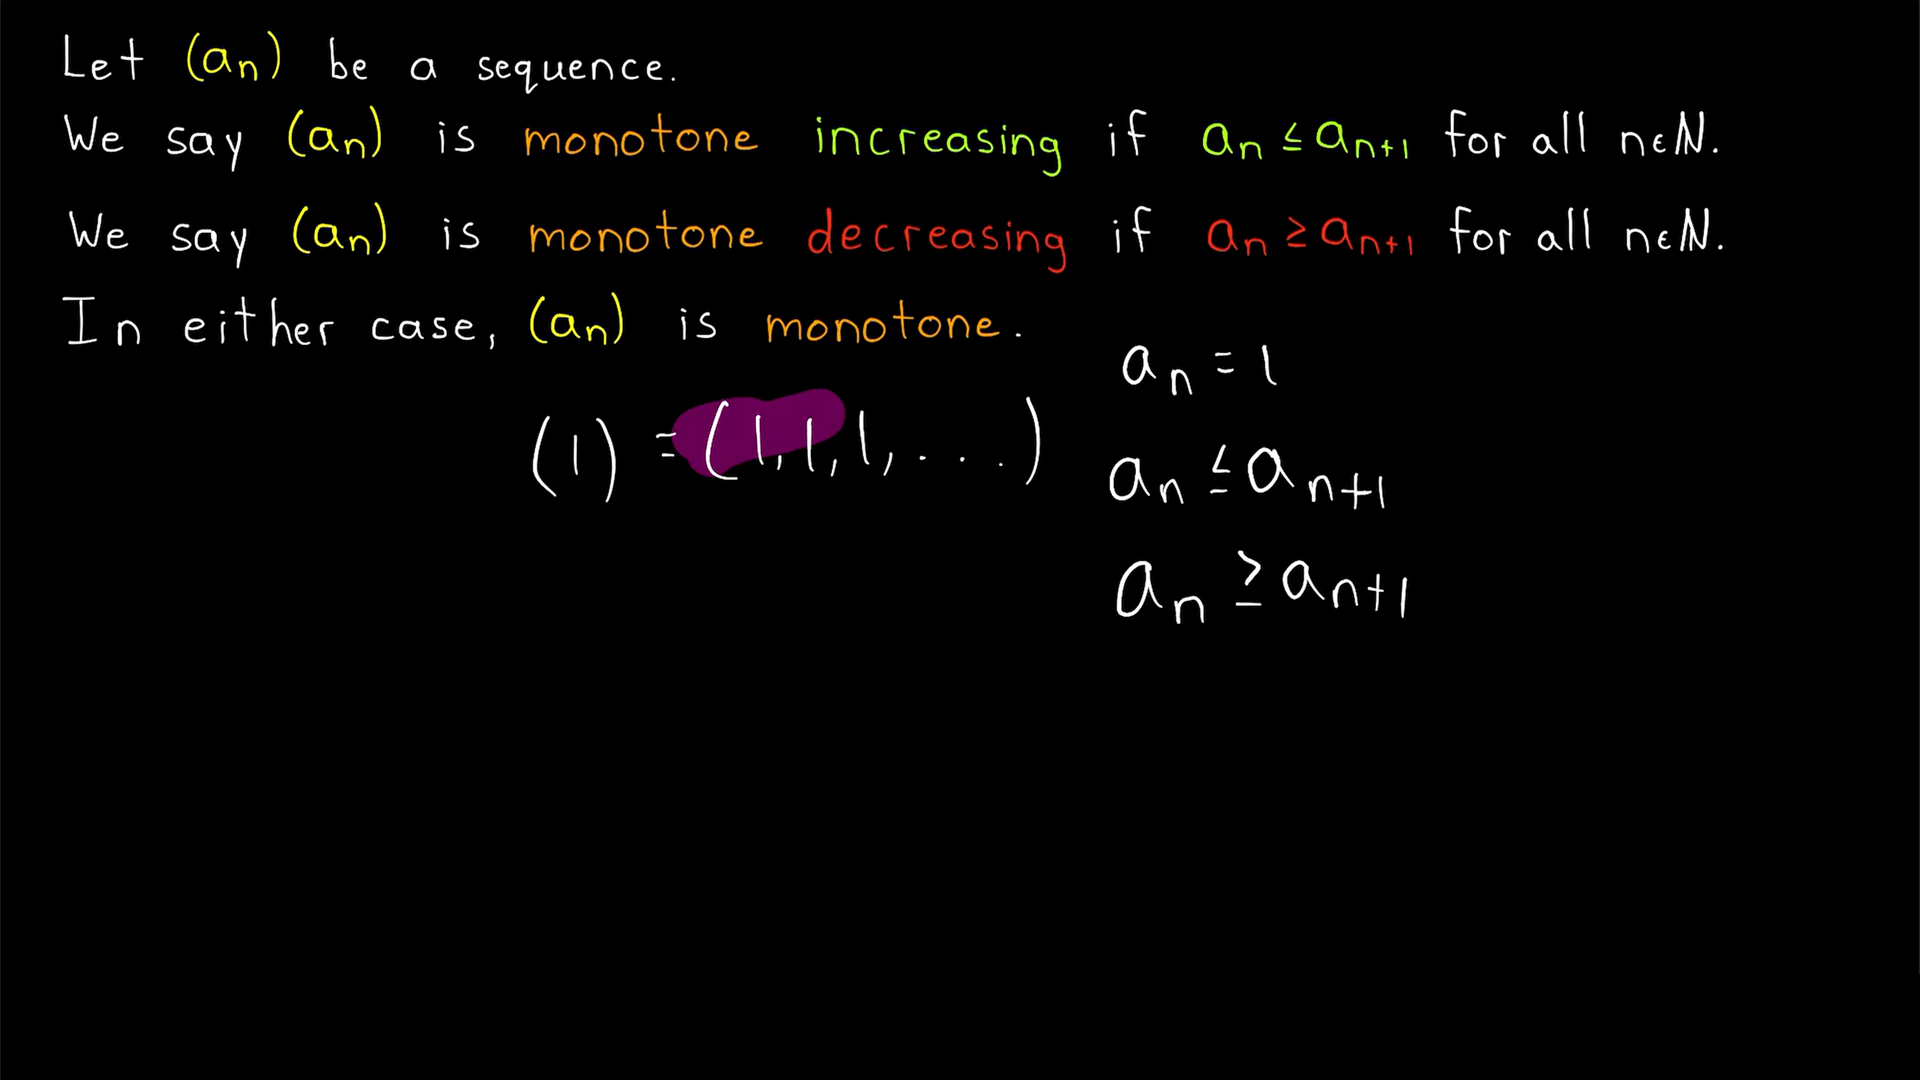 Let (aₙ) be a sequence.
We say (aₙ) is monotone increasing if aₙ ≤ aₙ₊₁ for all n∈ℕ.
We say (aₙ) is monotone decreasing if aₙ ≥ aₙ₊₁ for all n∈ℕ.
In either case, (aₙ) is monotone.
aₙ = 1
(1) = (1,1,1,...)
aₙ ≤ aₙ₊₁
aₙ ≥ aₙ₊₁